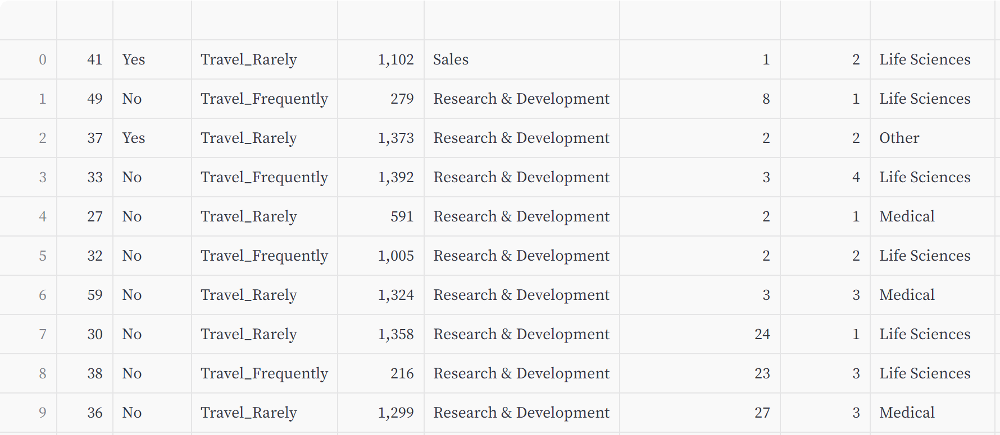 0 41 Yes Travel_Rarely 1,102 Sales 1 2 Life Sciences
1 49 No Travel_Frequently 279 Research & Development 8 1 Life Sciences
2 37 Yes Travel_Rarely 1,373 Research & Development 2 2 Other
3 33 No Travel_Frequently 1,392 Research & Development 3 4 Life Sciences
4 27 No Travel_Rarely 591 Research & Development 2 1 Medical
5 32 No Travel_Frequently 1,005 Research & Development 2 2 Life Sciences
6 59 No Travel_Rarely 1,324 Research & Development 3 3 Medical
7 30 No Travel_Rarely 1,358 Research & Development 24 1 Life Sciences
8 38 No Travel_Frequently 216 Research & Development 23 3 Life Sciences
9 36 No Travel_Rarely 1,299 Research & Development 27 3 Medical